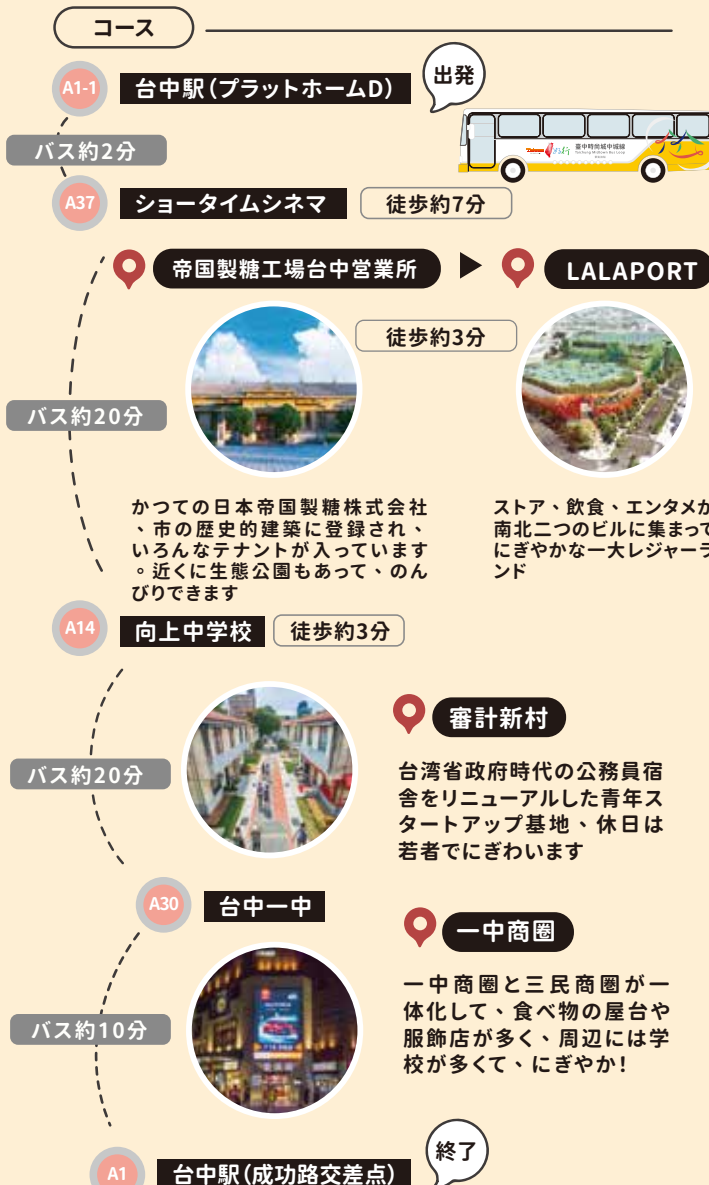 コース
A1-1
台中駅(プラットホームD)
出発
臺中時尚城中城線
バス約2分
A37
ショータイムシネマ
徒歩約7分
帝国製糖工場台中営業所
LALAPORT
徒歩約3分
バス約20分
かつての日本帝国製糖株式会社
、市の歴史的建築に登録され、
いろんなテナントが入っています
。近くに生態公園もあって、のん
びりできます
ストア、飲食、エンタメが
南北二つのビルに集まって
にぎやかな一大レジャーラ
ンド
A14
向上中学校
徒歩約3分
バス約20分
審計新村
台湾省政府時代の公務員宿
舎をリニューアルした青年ス
タートアップ基地、休日は
若者でにぎわいます
A30
台中一中
一中商圏
一中商圏と三民商圏が一
体化して、食べ物の屋台や
服飾店が多く、周辺には学
校が多くて、にぎやか！
バス約10分
A1
台中駅(成功路交差点)
終了